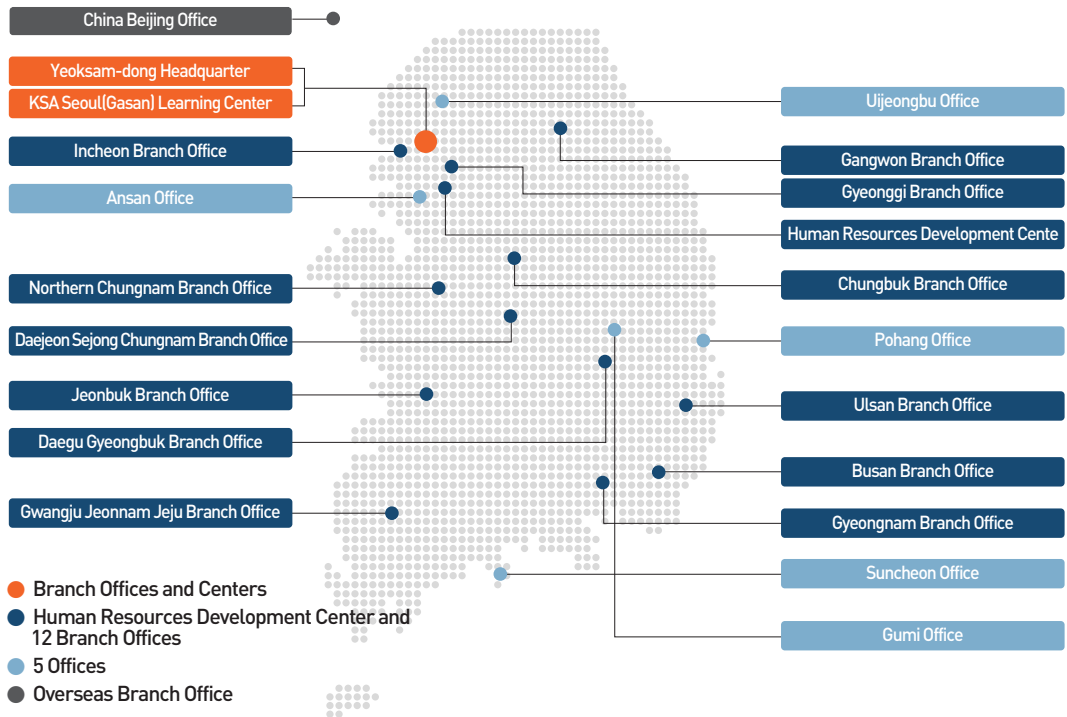 China Beijing Office
Yeoksam-dong Headquarter
KSA Seoul(Gasan) Learning Center
Incheon Branch Office
Ansan Office
Northern Chungnam Branch Office
Daejeon Sejong Chungnam Branch Office
Jeonbuk Branch Office
Daegu Gyeongbuk Branch Office
Gwangju Jeonnam Jeju Branch Office
Uijeongbu Office
Gangwon Branch Office
Gyeonggi Branch Office
Human Resources Development Cente
Chungbuk Branch Office
Pohang Office
Ulsan Branch Office
Busan Branch Office
Gyeongnam Branch Office
Suncheon Office
Gumi Office
Branch Offices and Centers
Human Resources Development Center and
12 Branch Offices
5 Offices
Overseas Branch Office